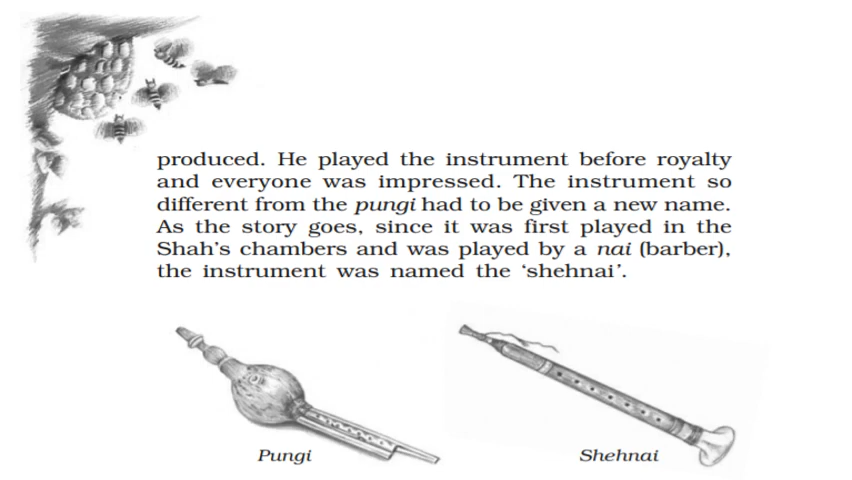 produced. He played the instrument before royalty
and everyone was impressed. The instrument so
different from the pungi had to be given a new name.
As the story goes, since it was first played in the
Shah’s chambers and was played by a nai (barber),
the instrument was named the ‘shehnai’.
Pungi
Shehnai